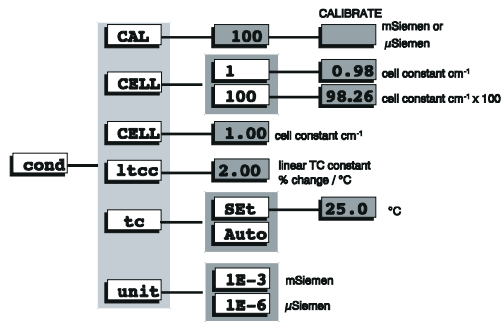 CALIBRATE
CAL 100 mSiemen or
µSiemen
CELL 1 0.98 cell constant cm-1
100 98.26 cell constant cm-1 x 100
CELL 1.00 cell constant cm-1
cond ltcc 2.00 linear TC constant
% change / °C
tc SEt 25.0 °C
Auto
unit 1E-3 mSiemen
1E-6 µSiemen